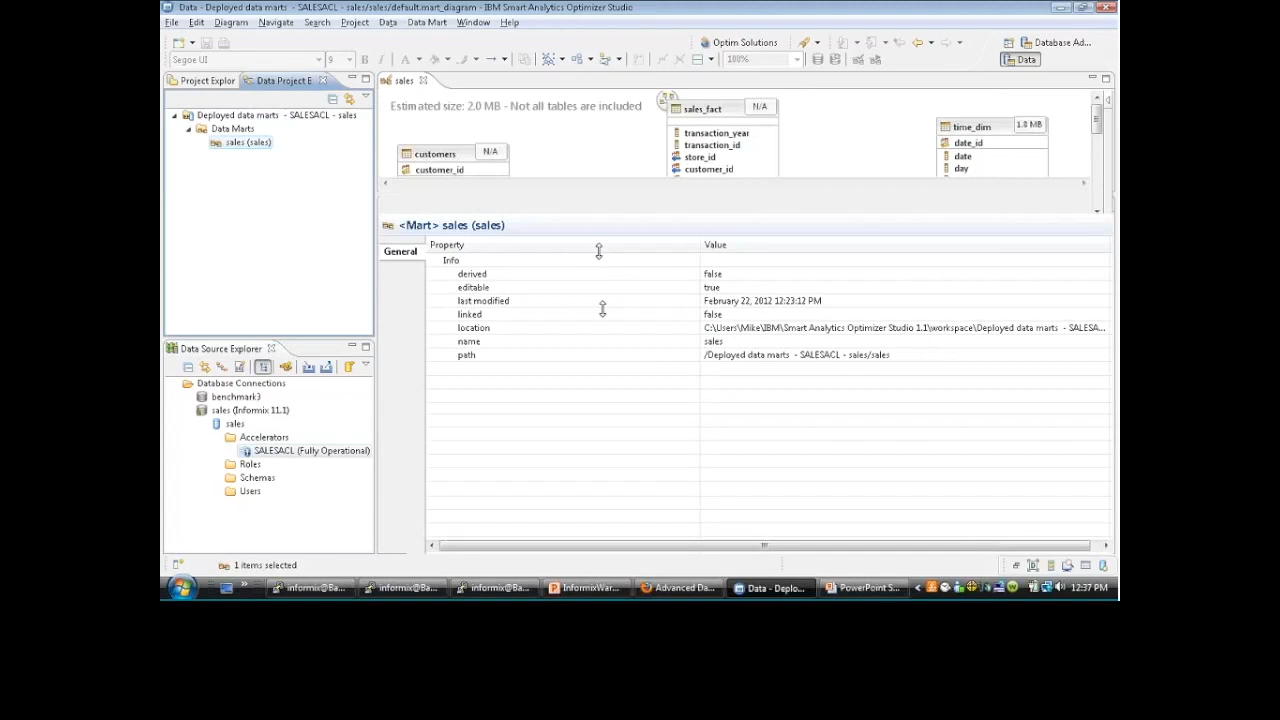 Data - Deployed data marts - SALESACL - sales/sales/default.mart_diagram - IBM Smart Analytics Optimizer Studio
File Edit Diagram Navigate Search Project Data Data Mart Window Help
Optim Solutions
Database Ad...
Segoe UI 9 B I A 100%
Data
Project Explor Data Project E
Deployed data marts - SALESACL - sales
Data Marts
sales (sales)
sales
Estimated size: 2.0 MB - Not all tables are included
sales_fact N/A
transaction_year
transaction_id
store_id
customer_id
customers N/A
customer_id
time_dim 1.8 MB
date_id
date
day
<Mart> sales (sales)
General
Property Value
Info
derived false
editable true
last modified February 22, 2012 12:23:12 PM
linked false
location C:\Users\Mike\IBM\Smart Analytics Optimizer Studio 1.1\workspace\Deployed data marts - SALESA...
name sales
path /Deployed data marts - SALESACL - sales/sales
Data Source Explorer
Database Connections
benchmark3
sales (Informix 11.1)
sales
Accelerators
SALESACL (Fully Operational)
Roles
Schemas
Users
1 items selected
informix@Ba... informix@Ba... informix@Ba... InformixWar... Advanced Da... Data - Deplo... PowerPoint S... 12:37 PM